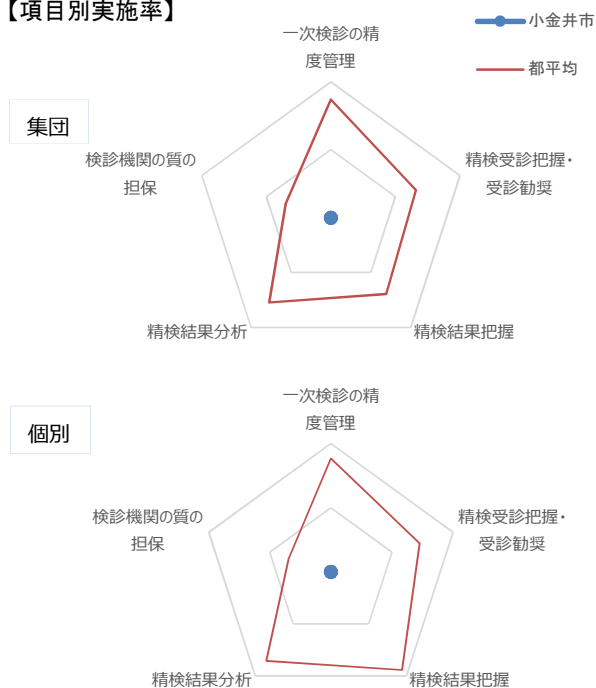 【項目別実施率】
小金井市
都平均
集団
一次検診の精
度管理
精検受診把握・
受診勧奨
精検結果把握
精検結果分析
検診機関の質の
担保
個別
一次検診の精
度管理
精検受診把握・
受診勧奨
精検結果把握
精検結果分析
検診機関の質の
担保